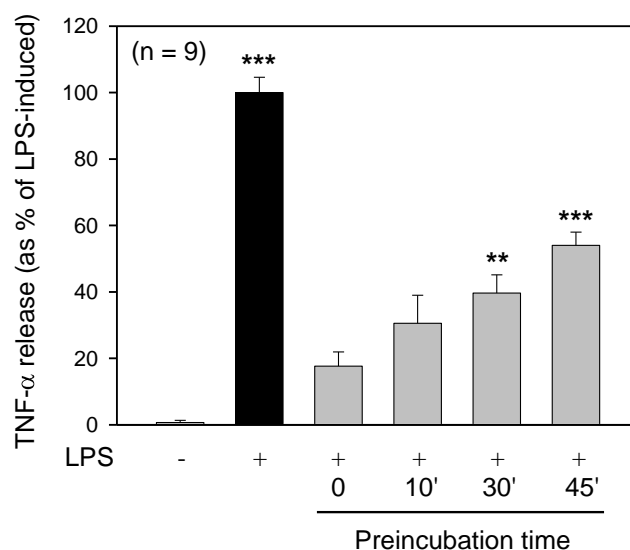 TNF-α release (as % of LPS-induced)
120
100
80
60
40
20
0
(n = 9)
***
**
***
LPS - + + + + +
0 10' 30' 45'
Preincubation time